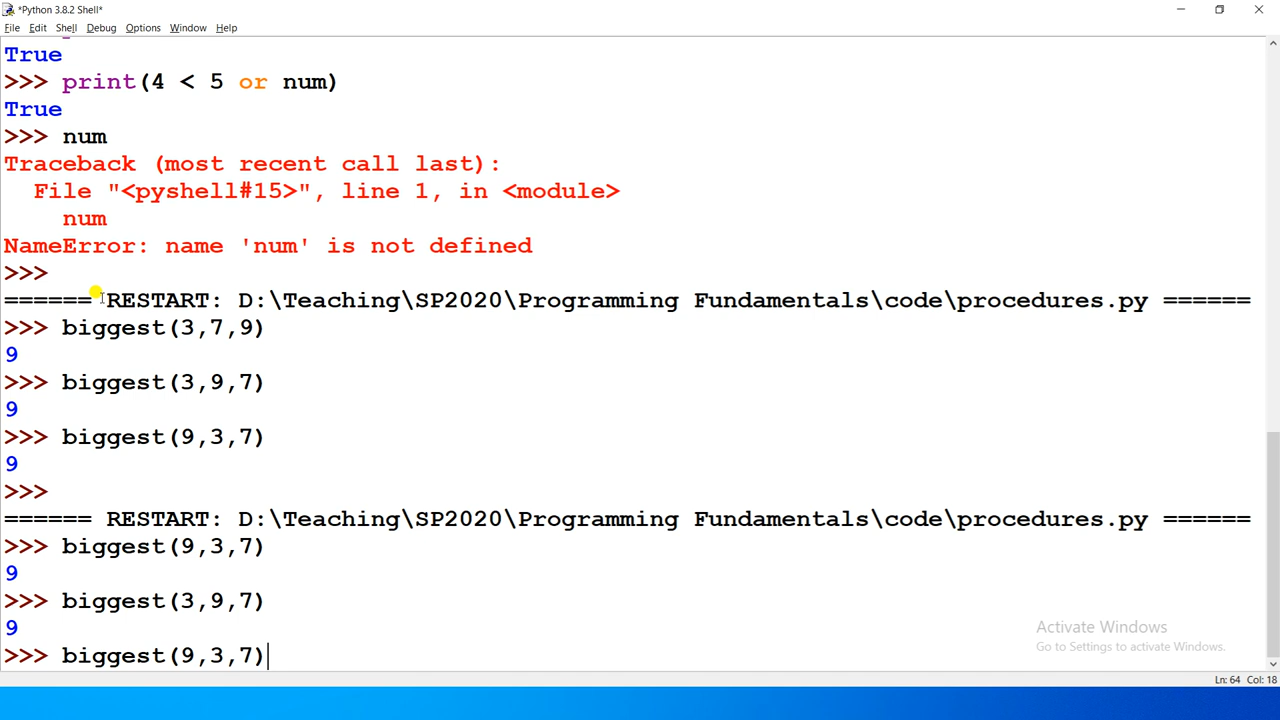 *Python 3.8.2 Shell*
File Edit Shell Debug Options Window Help
True
>>> print(4 < 5 or num)
True
>>> num
Traceback (most recent call last):
  File "<pyshell#15>", line 1, in <module>
    num
NameError: name 'num' is not defined
>>>
====== RESTART: D:\Teaching\SP2020\Programming Fundamentals\code\procedures.py ======
>>> biggest(3,7,9)
9
>>> biggest(3,9,7)
9
>>> biggest(9,3,7)
9
>>>
====== RESTART: D:\Teaching\SP2020\Programming Fundamentals\code\procedures.py ======
>>> biggest(9,3,7)
9
>>> biggest(3,9,7)
9
>>> biggest(9,3,7)
Activate Windows
Go to Settings to activate Windows.
Ln: 64 Col: 18